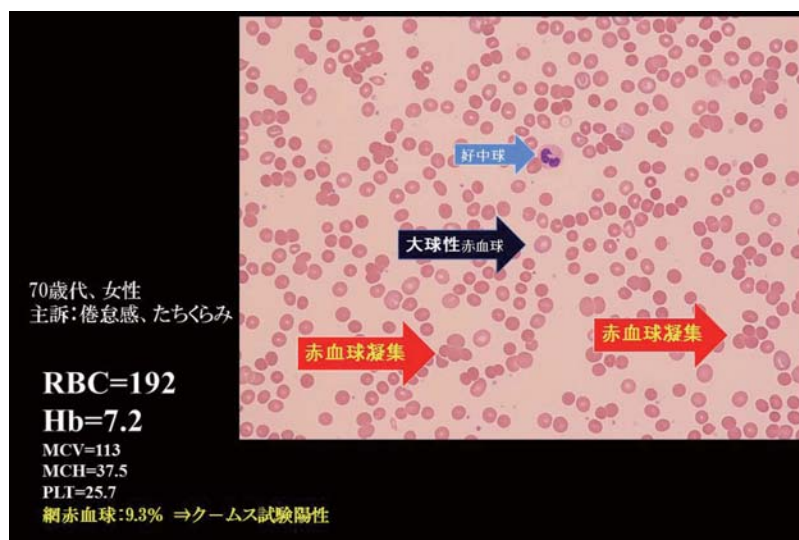 好中球
大球性赤血球
70歳代、女性
主訴：倦怠感、たちくらみ
赤血球凝集
赤血球凝集
RBC=192
Hb=7.2
MCV=113
MCH=37.5
PLT=25.7
網赤血球：9.3% ⇒クームス試験陽性